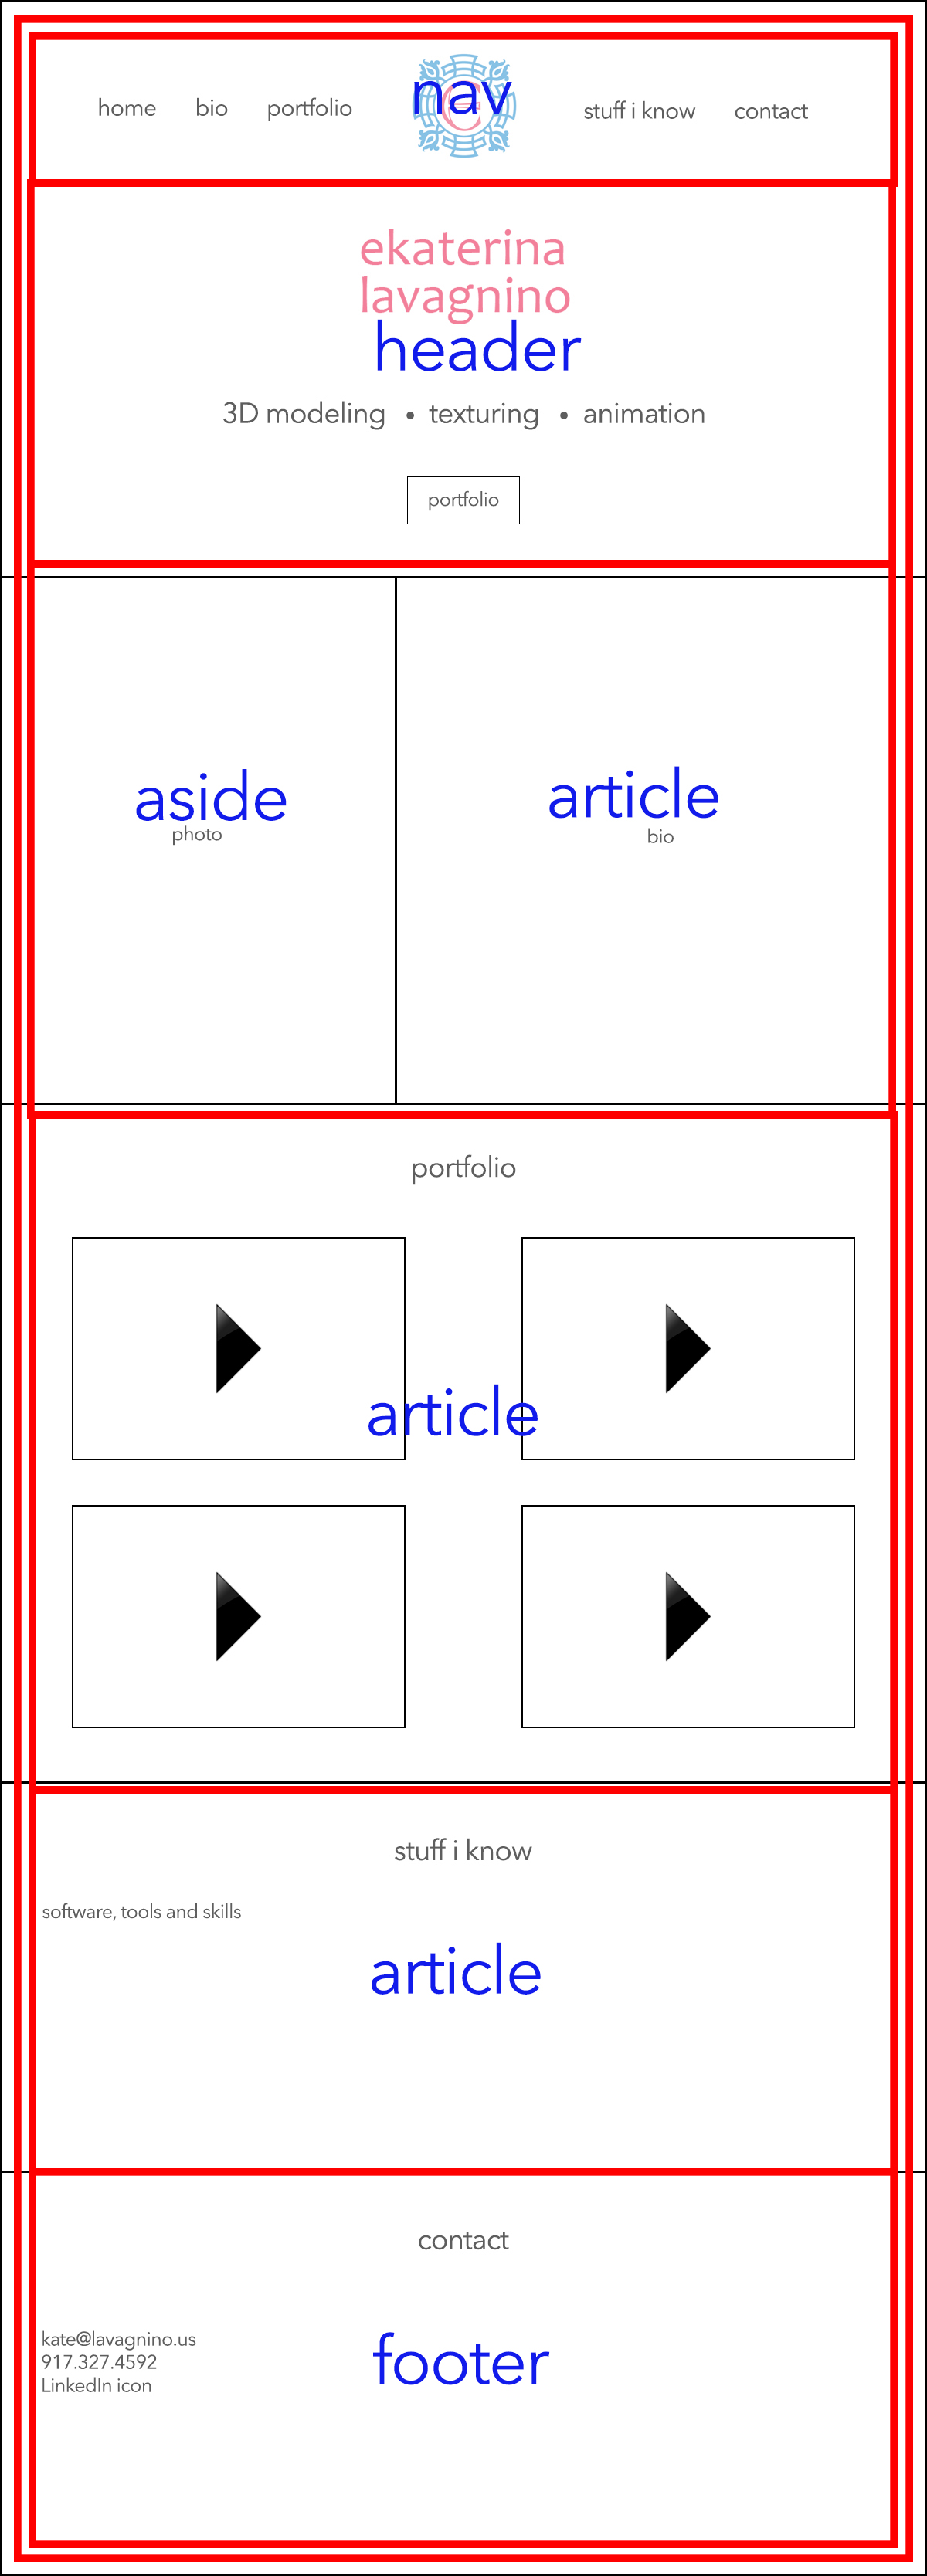 home bio portfolio nav stuff i know contact
e
ekaterina
lavagnino
header
3D modeling • texturing • animation
portfolio
aside article
photo bio
portfolio
article
stuff i know
software, tools and skills
article
contact
kate@lavagnino.us
917.327.4592
LinkedIn icon
footer